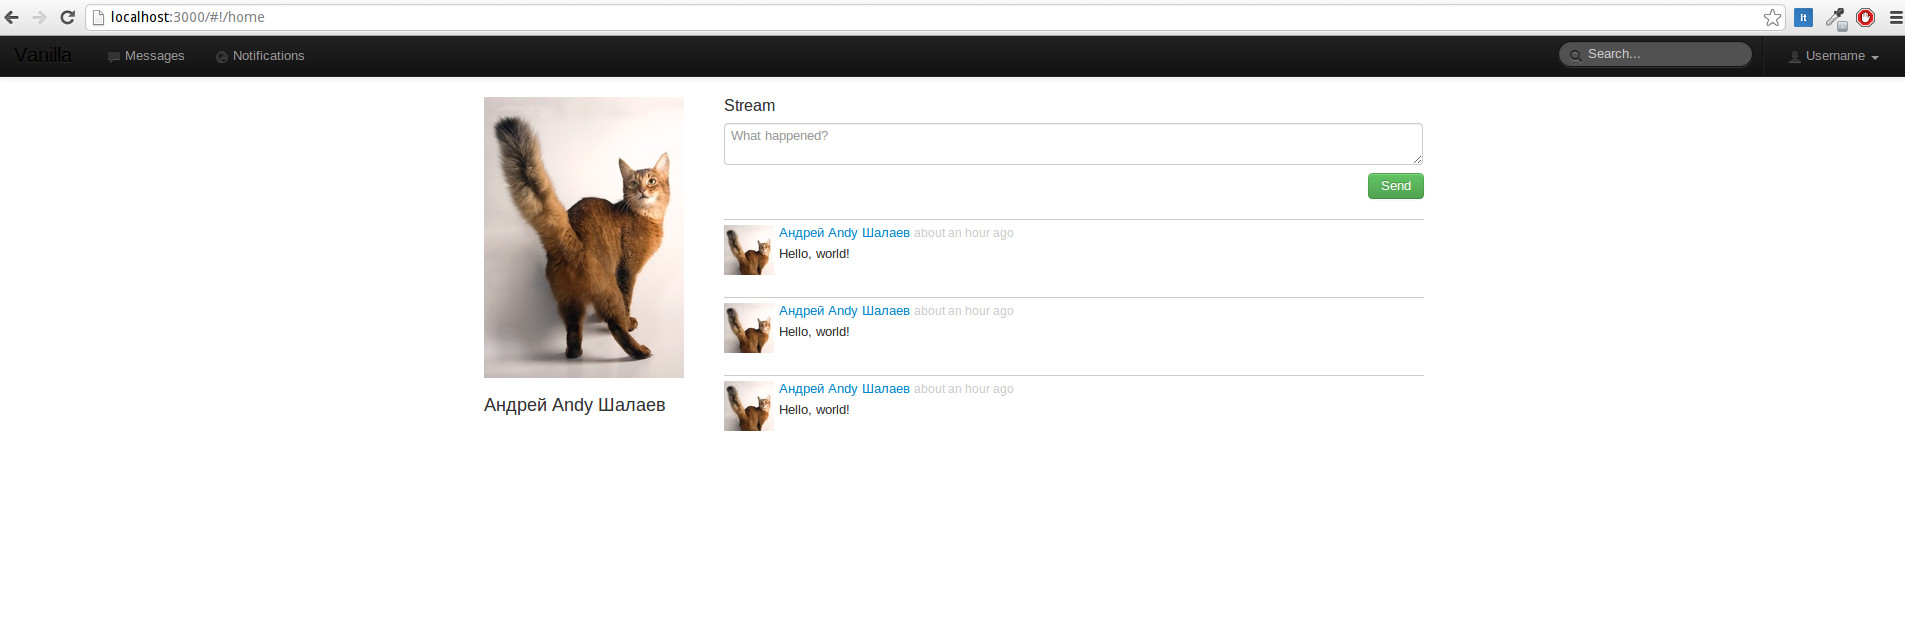 localhost:3000/#!/home
It
Vanilla Messages Notifications Search... Username
Stream
What happened?
Send
Андрей Andy Шалаев about an hour ago
Hello, world!
Андрей Andy Шалаев about an hour ago
Hello, world!
Андрей Andy Шалаев about an hour ago
Hello, world!
Андрей Andy Шалаев